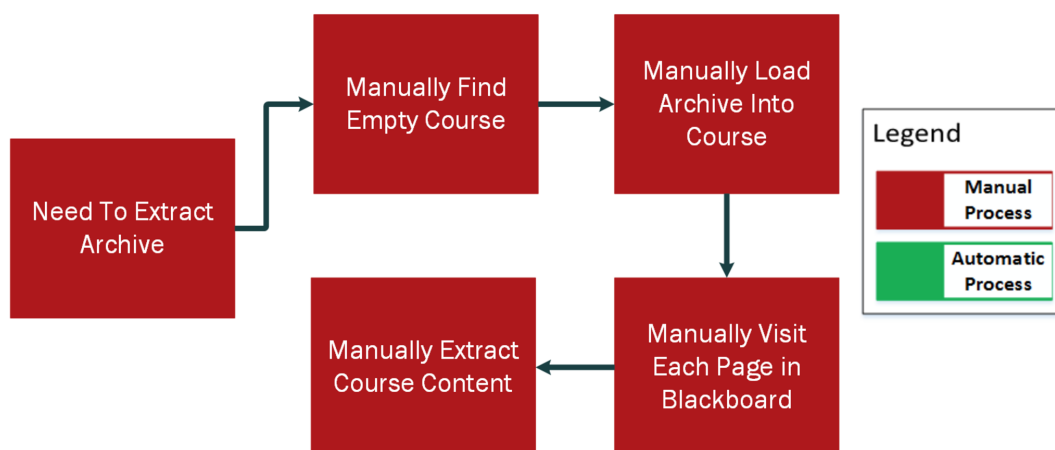 Need To Extract
Archive
Manually Find
Empty Course
Manually Load
Archive Into
Course
Manually Visit
Each Page in
Blackboard
Manually Extract
Course Content
Legend
Manual
Process
Automatic
Process